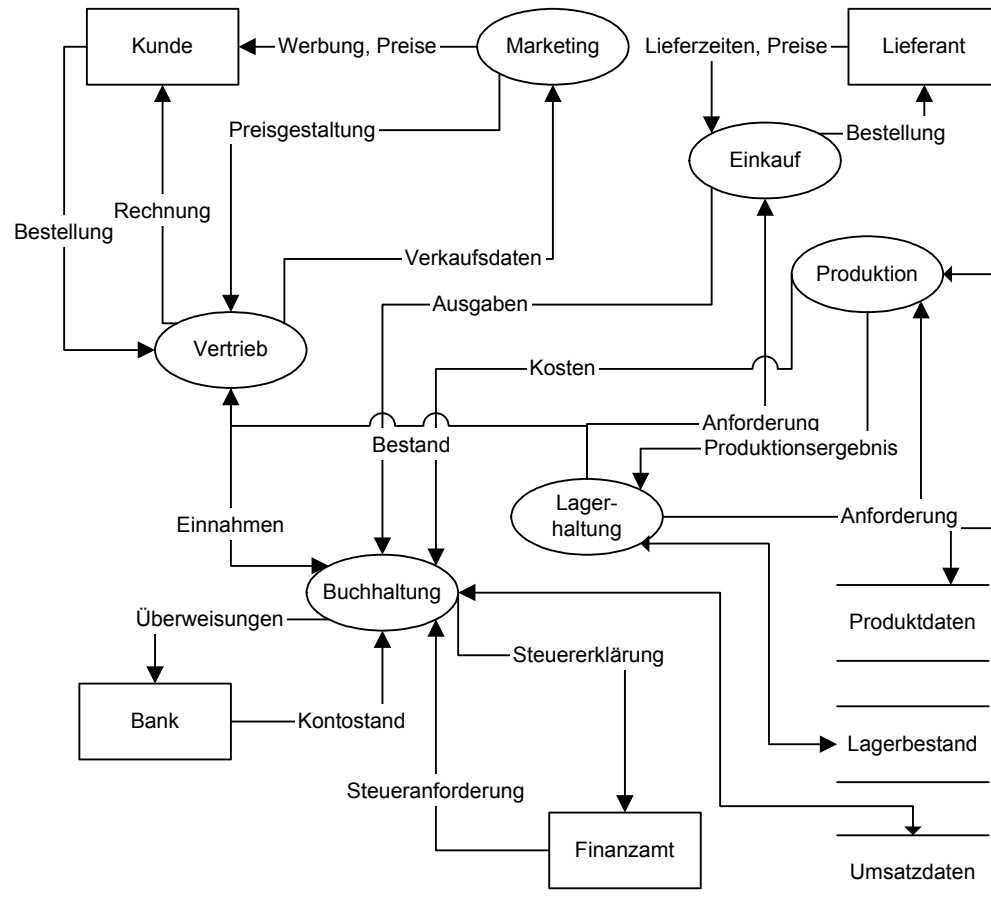 Kunde
Werbung, Preise
Marketing
Lieferzeiten, Preise
Lieferant
Preisgestaltung
Bestellung
Einkauf
Rechnung
Bestellung
Verkaufsdaten
Produktion
Ausgaben
Vertrieb
Kosten
Anforderung
Bestand
Produktionsergebnis
Lager-
haltung
Anforderung
Einnahmen
Buchhaltung
Überweisungen
Produktdaten
Steuererklärung
Bank
Kontostand
Lagerbestand
Steueranforderung
Finanzamt
Umsatzdaten